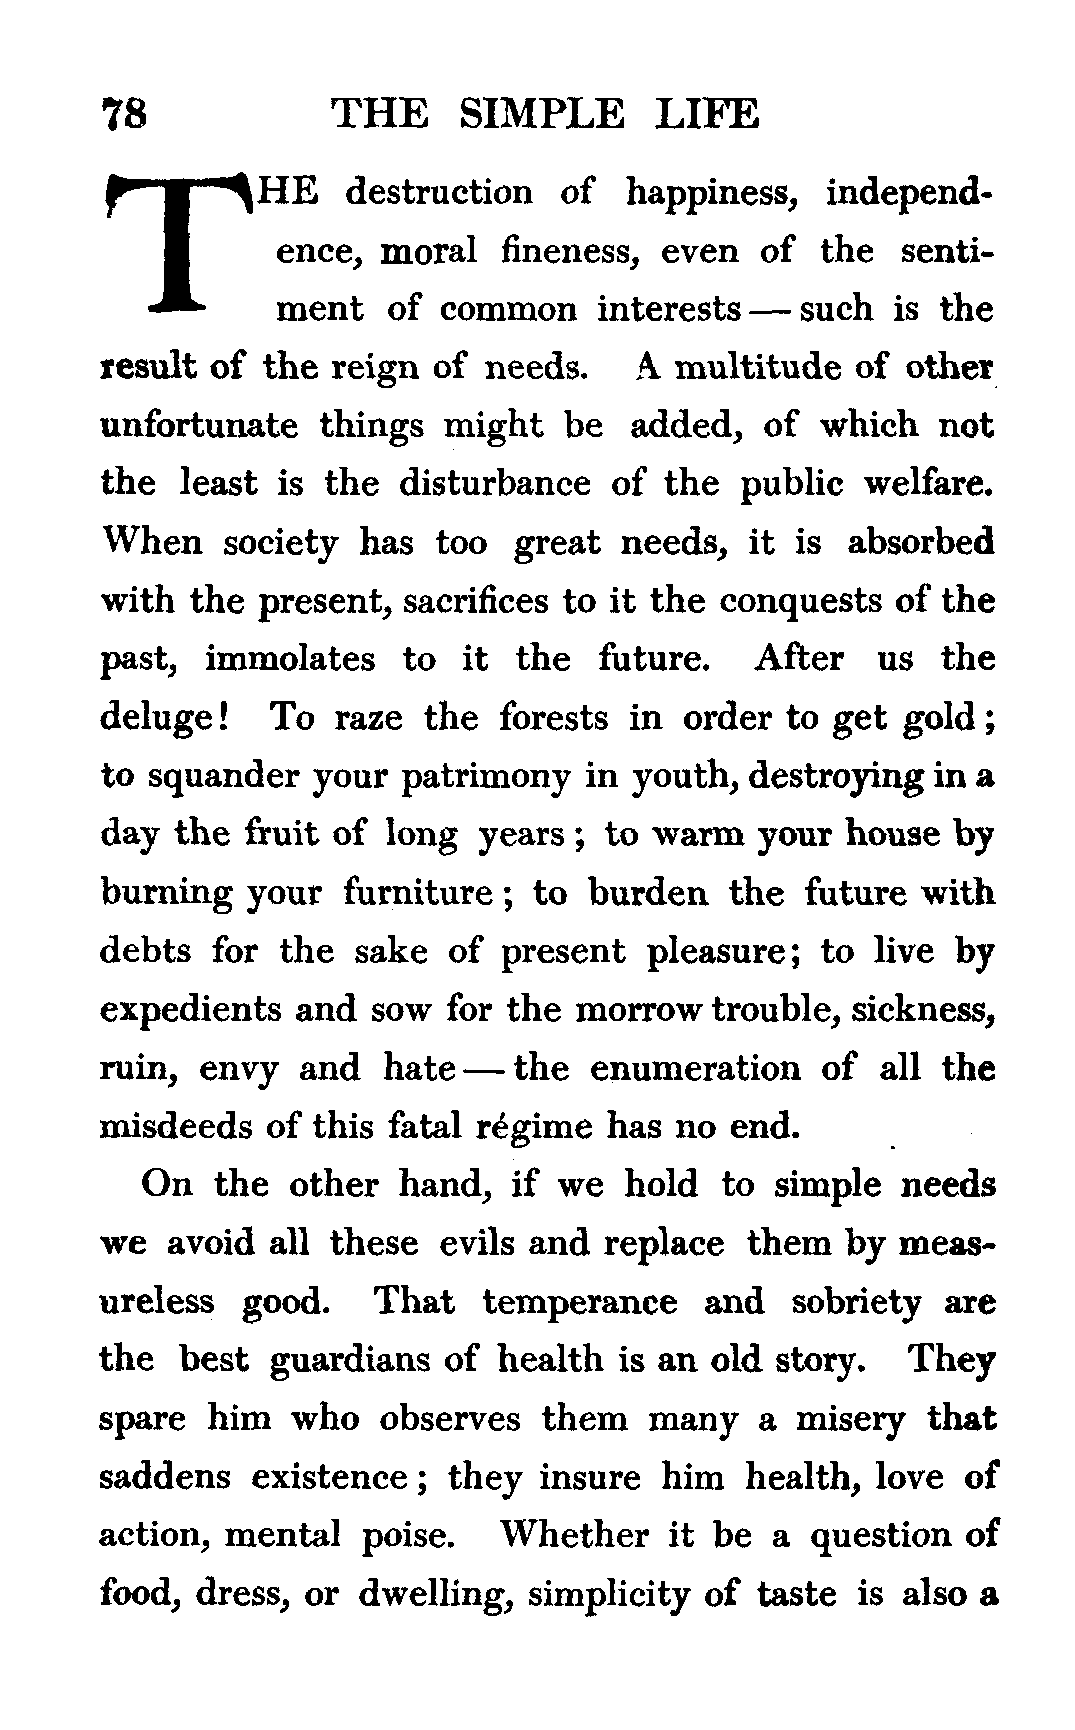 78 THE SIMPLE LIFE
THE destruction of happiness, independ-
ence, moral fineness, even of the senti-
ment of common interests — such is the
result of the reign of needs. A multitude of other
unfortunate things might be added, of which not
the least is the disturbance of the public welfare.
When society has too great needs, it is absorbed
with the present, sacrifices to it the conquests of the
past, immolates to it the future. After us the
deluge! To raze the forests in order to get gold;
to squander your patrimony in youth, destroying in a
day the fruit of long years; to warm your house by
burning your furniture; to burden the future with
debts for the sake of present pleasure; to live by
expedients and sow for the morrow trouble, sickness,
ruin, envy and hate — the enumeration of all the
misdeeds of this fatal régime has no end.
On the other hand, if we hold to simple needs
we avoid all these evils and replace them by meas-
ureless good. That temperance and sobriety are
the best guardians of health is an old story. They
spare him who observes them many a misery that
saddens existence; they insure him health, love of
action, mental poise. Whether it be a question of
food, dress, or dwelling, simplicity of taste is also a